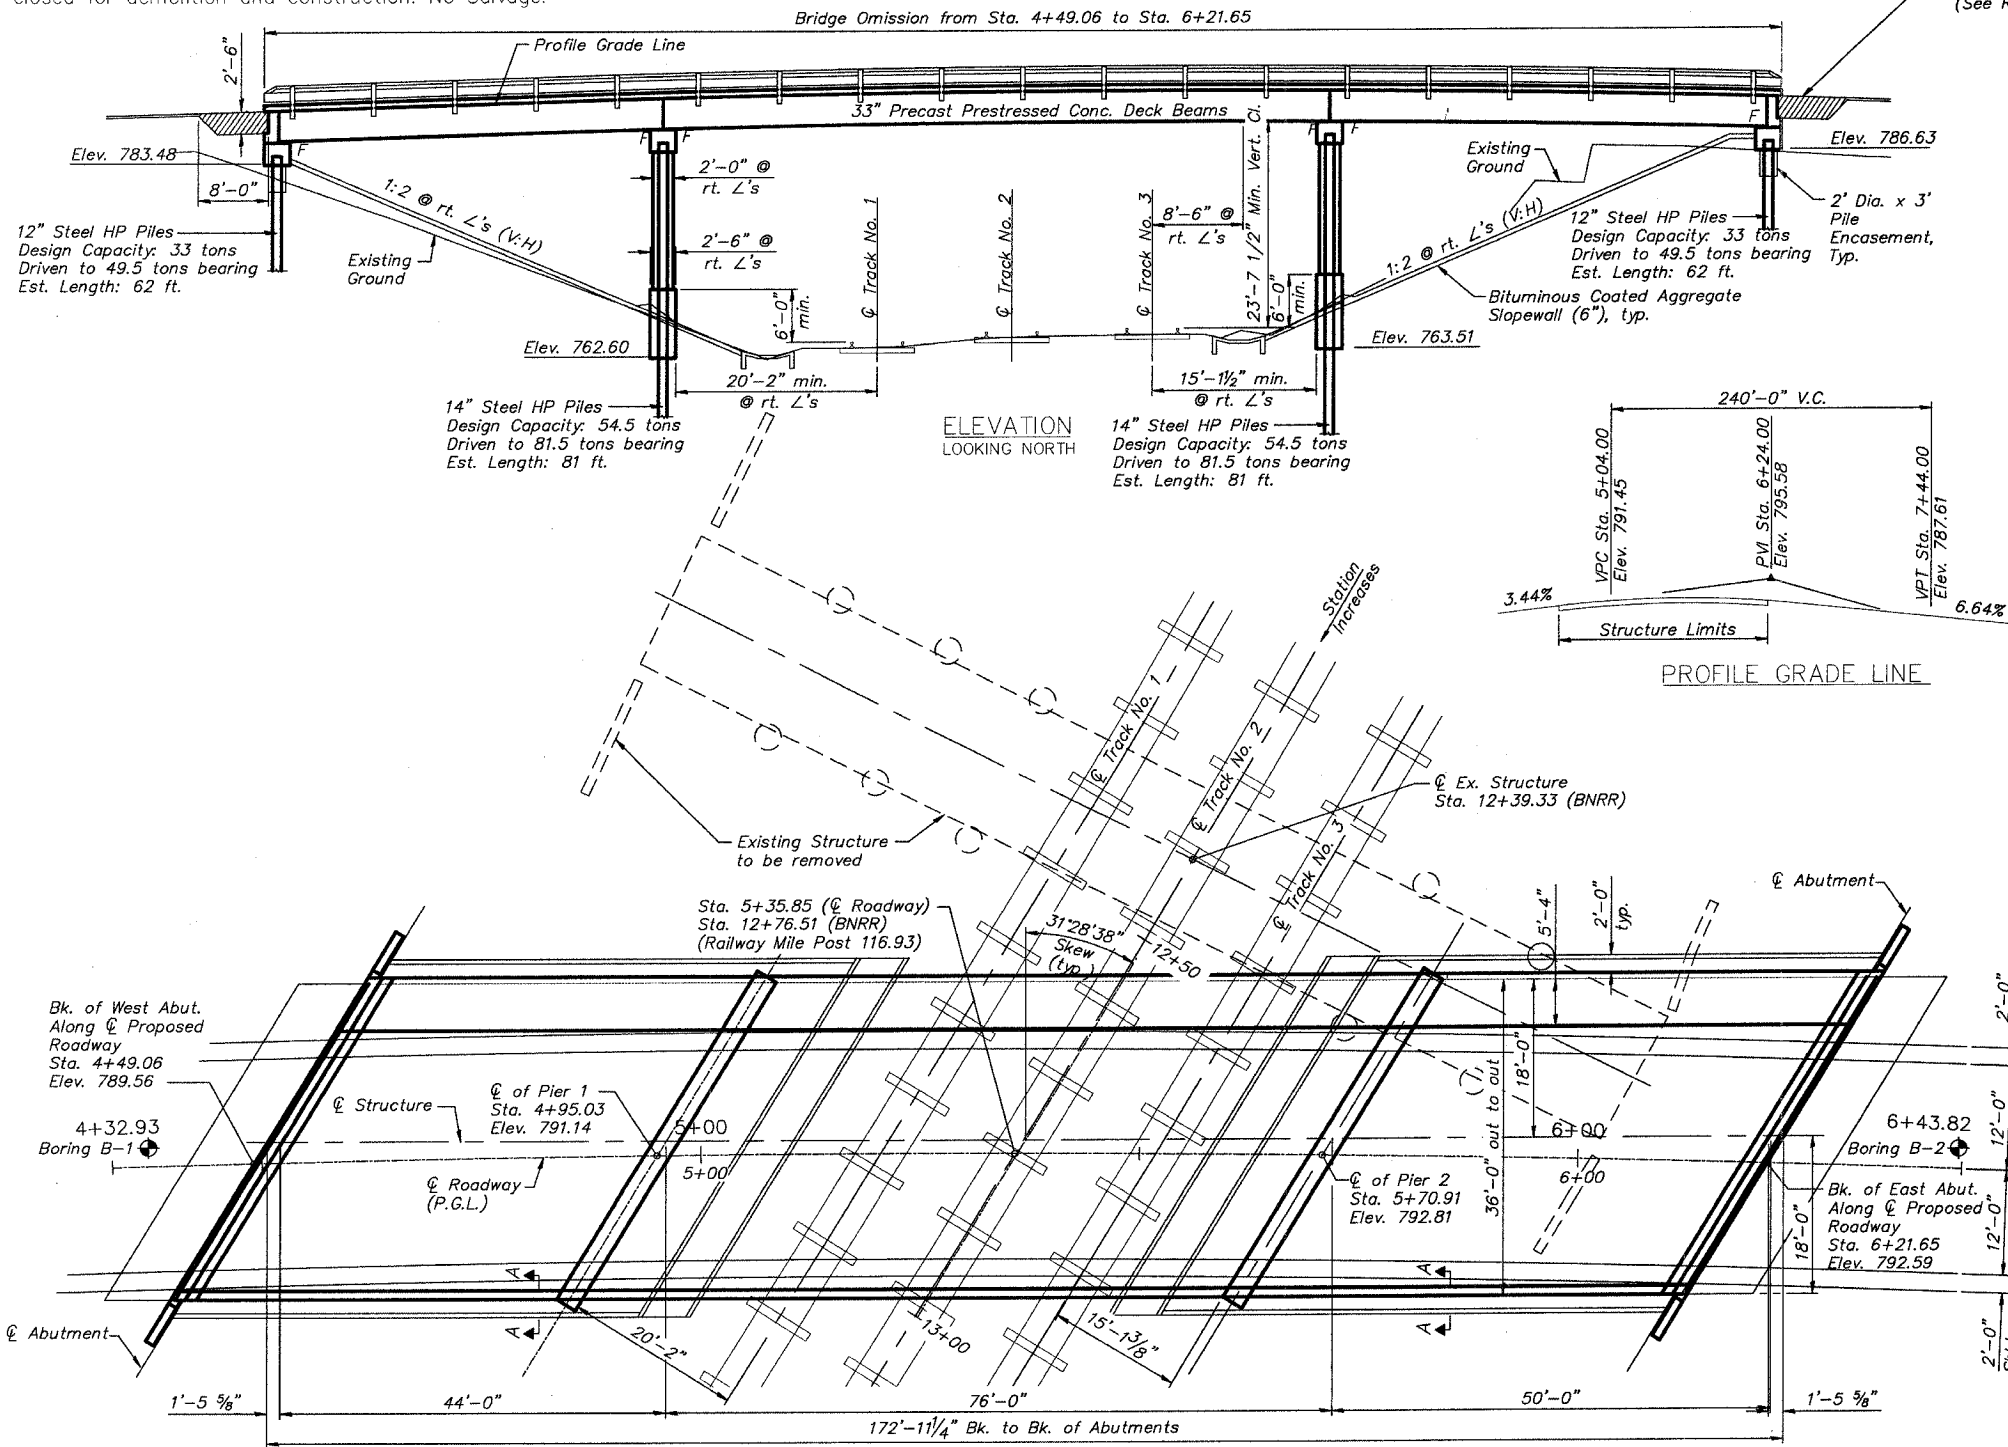 closed for demolition and construction. No Salvage.
(See R
Bridge Omission from Sta. 4+49.06 to Sta. 6+21.65
2'-6"
Profile Grade Line
33" Precast Prestressed Conc. Deck Beams
F
F
F
F
F
F
Elev. 783.48
Elev. 786.63
8'-0"
1:2 @ rt. ∠'s (V:H)
Existing
Ground
2'-0" @
rt. ∠'s
2'-6" @
rt. ∠'s
℄ Track No. 1
℄ Track No. 2
℄ Track No. 3
8'-6" @
rt. ∠'s
23'-7 1/2" Min. Vert. Cl.
Existing
Ground
1:2 @ rt. ∠'s (V:H)
2' Dia. x 3'
Pile
Encasement,
Typ.
12" Steel HP Piles
Design Capacity: 33 tons
Driven to 49.5 tons bearing
Est. Length: 62 ft.
12" Steel HP Piles
Design Capacity: 33 tons
Driven to 49.5 tons bearing
Est. Length: 62 ft.
Bituminous Coated Aggregate
Slopewall (6"), typ.
6'-0"
min.
6'-0"
min.
Elev. 762.60
Elev. 763.51
20'-2" min.
@ rt. ∠'s
15'-1½" min.
@ rt. ∠'s
14" Steel HP Piles
Design Capacity: 54.5 tons
Driven to 81.5 tons bearing
Est. Length: 81 ft.
ELEVATION
LOOKING NORTH
14" Steel HP Piles
Design Capacity: 54.5 tons
Driven to 81.5 tons bearing
Est. Length: 81 ft.
240'-0" V.C.
VPC Sta. 5+04.00
Elev. 791.45
PVI Sta. 6+24.00
Elev. 795.58
VPT Sta. 7+44.00
Elev. 787.61
3.44%
6.64%
Structure Limits
PROFILE GRADE LINE
Station
Increases
℄ Track No. 1
℄ Track No. 2
℄ Track No. 3
℄ Ex. Structure
Sta. 12+39.33 (BNRR)
Existing Structure
to be removed
℄ Abutment
Sta. 5+35.85 (℄ Roadway)
Sta. 12+76.51 (BNRR)
(Railway Mile Post 116.93)
31°28'38"
Skew
(typ.)
12+50
5'-4"
2'-0"
typ.
Bk. of West Abut.
Along ℄ Proposed
Roadway
Sta. 4+49.06
Elev. 789.56
℄ Structure
℄ of Pier 1
Sta. 4+95.03
Elev. 791.14
4+32.93
Boring B-1
5+00
5+00
℄ Roadway
(P.G.L.)
18'-0"
36'-0" out to out
6+00
6+00
℄ of Pier 2
Sta. 5+70.91
Elev. 792.81
6+43.82
Boring B-2
Bk. of East Abut.
Along ℄ Proposed
Roadway
Sta. 6+21.65
Elev. 792.59
18'-0"
2'-0"
12'-0"
12'-0"
2'-0"
A
A
A
A
℄ Abutment
20'-2"
13+00
15'-1⅜"
1'-5 ⅝"
44'-0"
76'-0"
50'-0"
1'-5 ⅝"
172'-11¼" Bk. to Bk. of Abutments